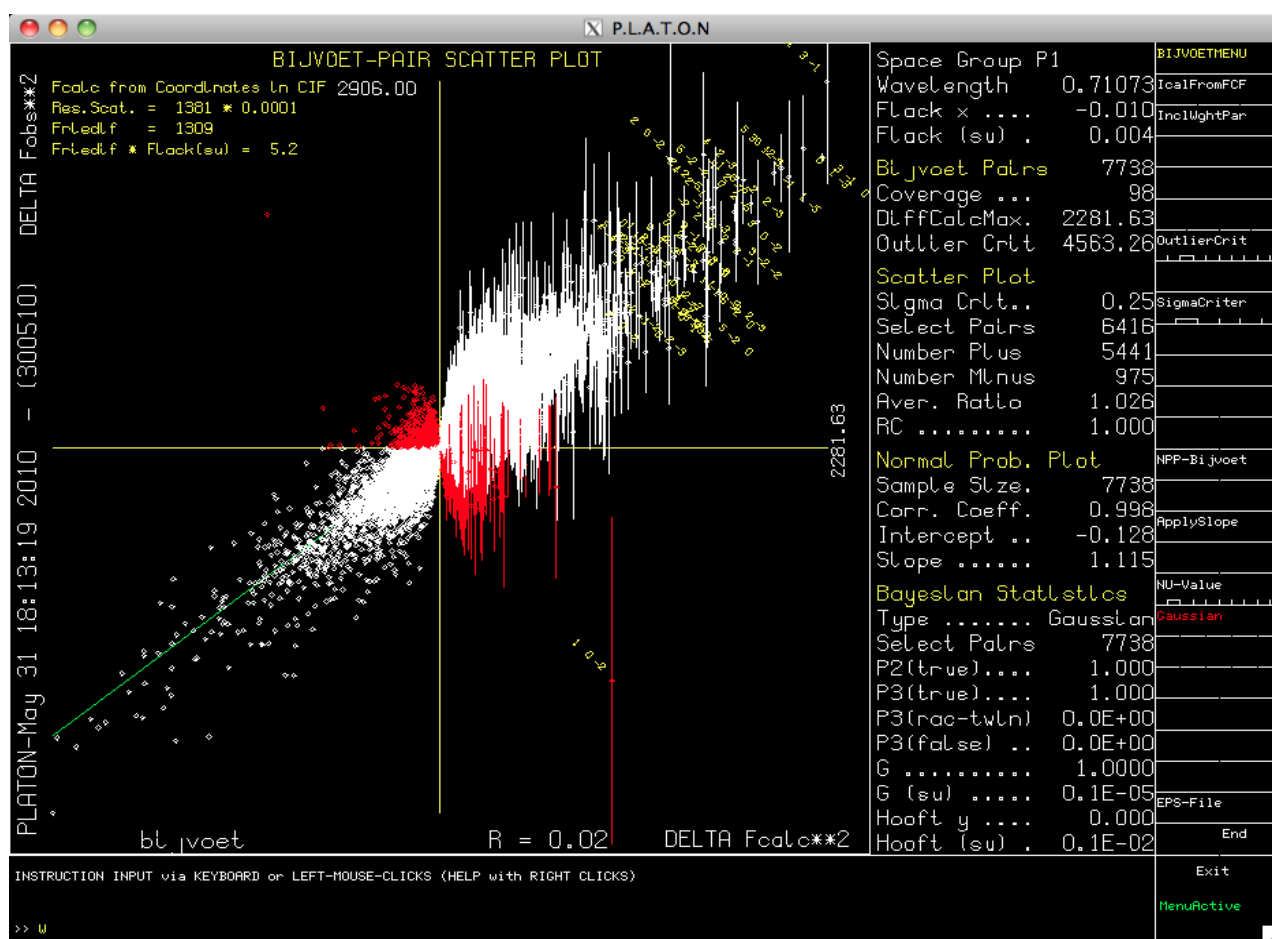 P.L.A.T.O.N
BIJVOET-PAIR SCATTER PLOT
Fcalc from Coordinates in CIF 2906.00
Res.Scat. = 1381 * 0.0001
Friedif = 1309
Friedif * Flack(su) = 5.2
PLATON-May 31 18:13:19 2010 - (300510) DELTA Fobs**2
2281.63
1 0 -2
bijvoet R = 0.02 DELTA Fcalc**2
Space Group P1
Wavelength 0.71073
Flack x .... -0.010
Flack (su) . 0.004
Bijvoet Pairs 7738
Coverage ... 98
DiffCalcMax. 2281.63
Outlier Crit 4563.26
Scatter Plot
Sigma Crit.. 0.25
Select Pairs 6416
Number Plus 5441
Number Minus 975
Aver. Ratio 1.026
RC ......... 1.000
Normal Prob. Plot
Sample Size. 7738
Corr. Coeff. 0.998
Intercept .. -0.128
Slope ...... 1.115
Bayesian Statistics
Type ....... Gaussian
Select Pairs 7738
P2(true).... 1.000
P3(true).... 1.000
P3(rac-twin) 0.0E+00
P3(false) .. 0.0E+00
G .......... 1.0000
G (su) ..... 0.1E-05
Hooft y .... 0.000
Hooft (su) . 0.1E-02
BIJVOETMENU
IcalFromFCF
InclWghtPar
OutlierCrit
SigmaCriter
NPP-Bijvoet
ApplySlope
NU-Value
Gaussian
EPS-File
End
Exit
MenuActive
INSTRUCTION INPUT via KEYBOARD or LEFT-MOUSE-CLICKS (HELP with RIGHT CLICKS)
>> W